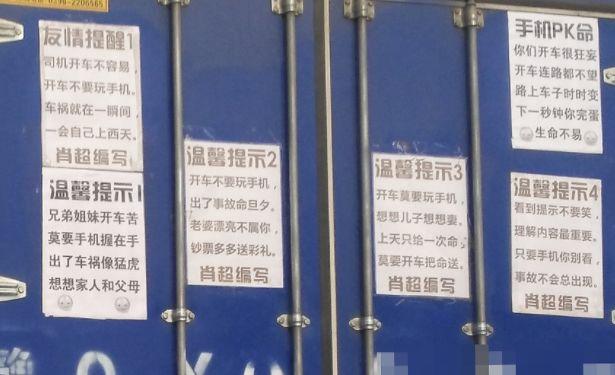 0398-2206565
友情提醒1
司机开车不容易，
开车不要玩手机。
车祸就在一瞬间，
一会自己上西天。
肖超编写
温馨提示1
兄弟姐妹开车苦
莫要手机握在手
出了车祸像猛虎
想想家人和父母
温馨提示2
开车不要玩手机，
出了事故命旦夕。
老婆漂亮不属你，
钞票多多送彩礼。
肖超编写
温馨提示3
开车莫要玩手机，
想想儿子想想妻。
上天只给一次命，
莫要开车把命送。
肖超编写
手机PK命
你们开车很狂妄
开车连路都不望
路上车子时时变
下一秒钟你完蛋
生命不易
温馨提示4
看到提示不要笑，
理解内容最重要。
只要手机你别看，
事故不会总出现。
肖超编写